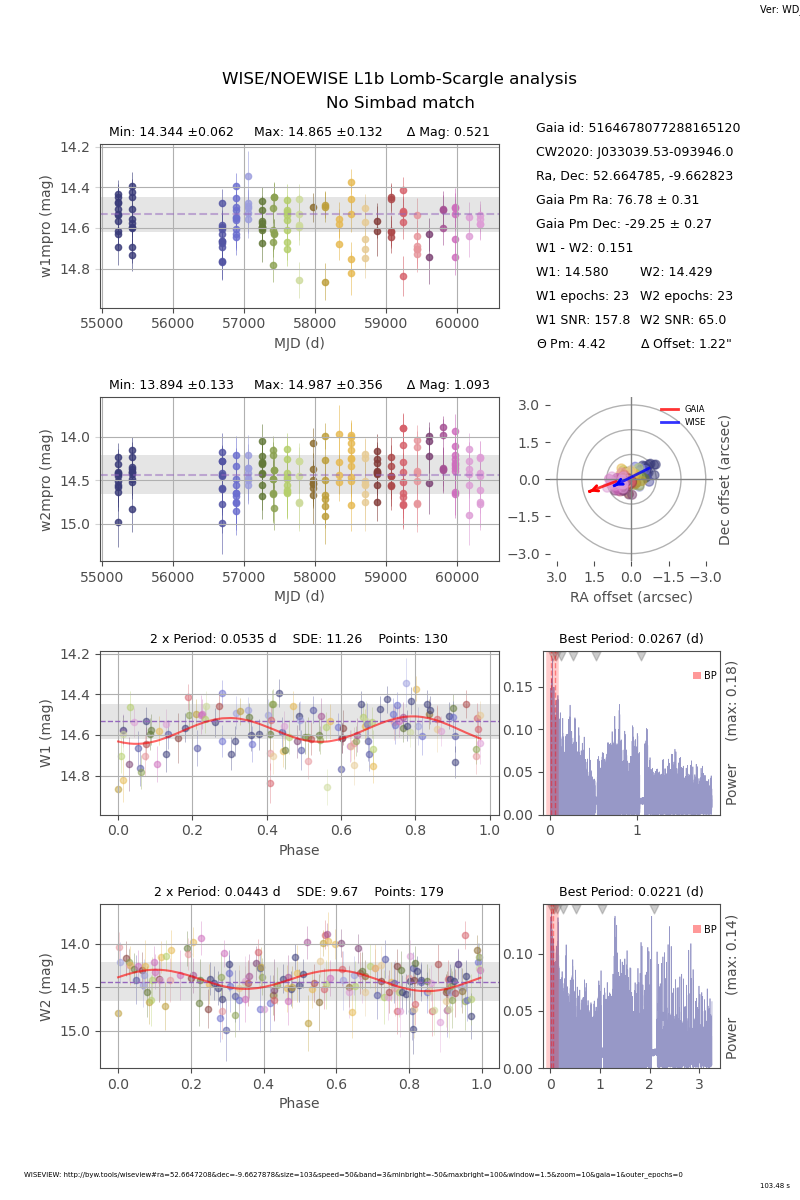 Ver: WD_
WISE/NOEWISE L1b Lomb-Scargle analysis
No Simbad match
Min: 14.344 ±0.062 Max: 14.865 ±0.132 Δ Mag: 0.521
14.2
14.4
14.6
14.8
w1mpro (mag)
55000 56000 57000 58000 59000 60000
MJD (d)
Gaia id: 5164678077288165120
CW2020: J033039.53-093946.0
Ra, Dec: 52.664785, -9.662823
Gaia Pm Ra: 76.78 ± 0.31
Gaia Pm Dec: -29.25 ± 0.27
W1 - W2: 0.151
W1: 14.580 W2: 14.429
W1 epochs: 23 W2 epochs: 23
W1 SNR: 157.8 W2 SNR: 65.0
Θ Pm: 4.42 Δ Offset: 1.22"
Min: 13.894 ±0.133 Max: 14.987 ±0.356 Δ Mag: 1.093
14.0
14.5
15.0
w2mpro (mag)
55000 56000 57000 58000 59000 60000
MJD (d)
GAIA
WISE
3.0
1.5
0.0
−1.5
−3.0
Dec offset (arcsec)
3.0 1.5 0.0 −1.5 −3.0
RA offset (arcsec)
2 x Period: 0.0535 d SDE: 11.26 Points: 130
14.2
14.4
14.6
14.8
W1 (mag)
0.0 0.2 0.4 0.6 0.8 1.0
Phase
Best Period: 0.0267 (d)
BP
0.15
0.10
0.05
0.00
Power (max: 0.18)
0 1
2 x Period: 0.0443 d SDE: 9.67 Points: 179
14.0
14.5
15.0
W2 (mag)
0.0 0.2 0.4 0.6 0.8 1.0
Phase
Best Period: 0.0221 (d)
BP
0.10
0.05
0.00
Power (max: 0.14)
0 1 2 3
WISEVIEW: http://byw.tools/wiseview#ra=52.6647208&dec=-9.6627878&size=103&speed=50&band=3&minbright=-50&maxbright=100&window=1.5&zoom=10&gaia=1&outer_epochs=0
103.48 s